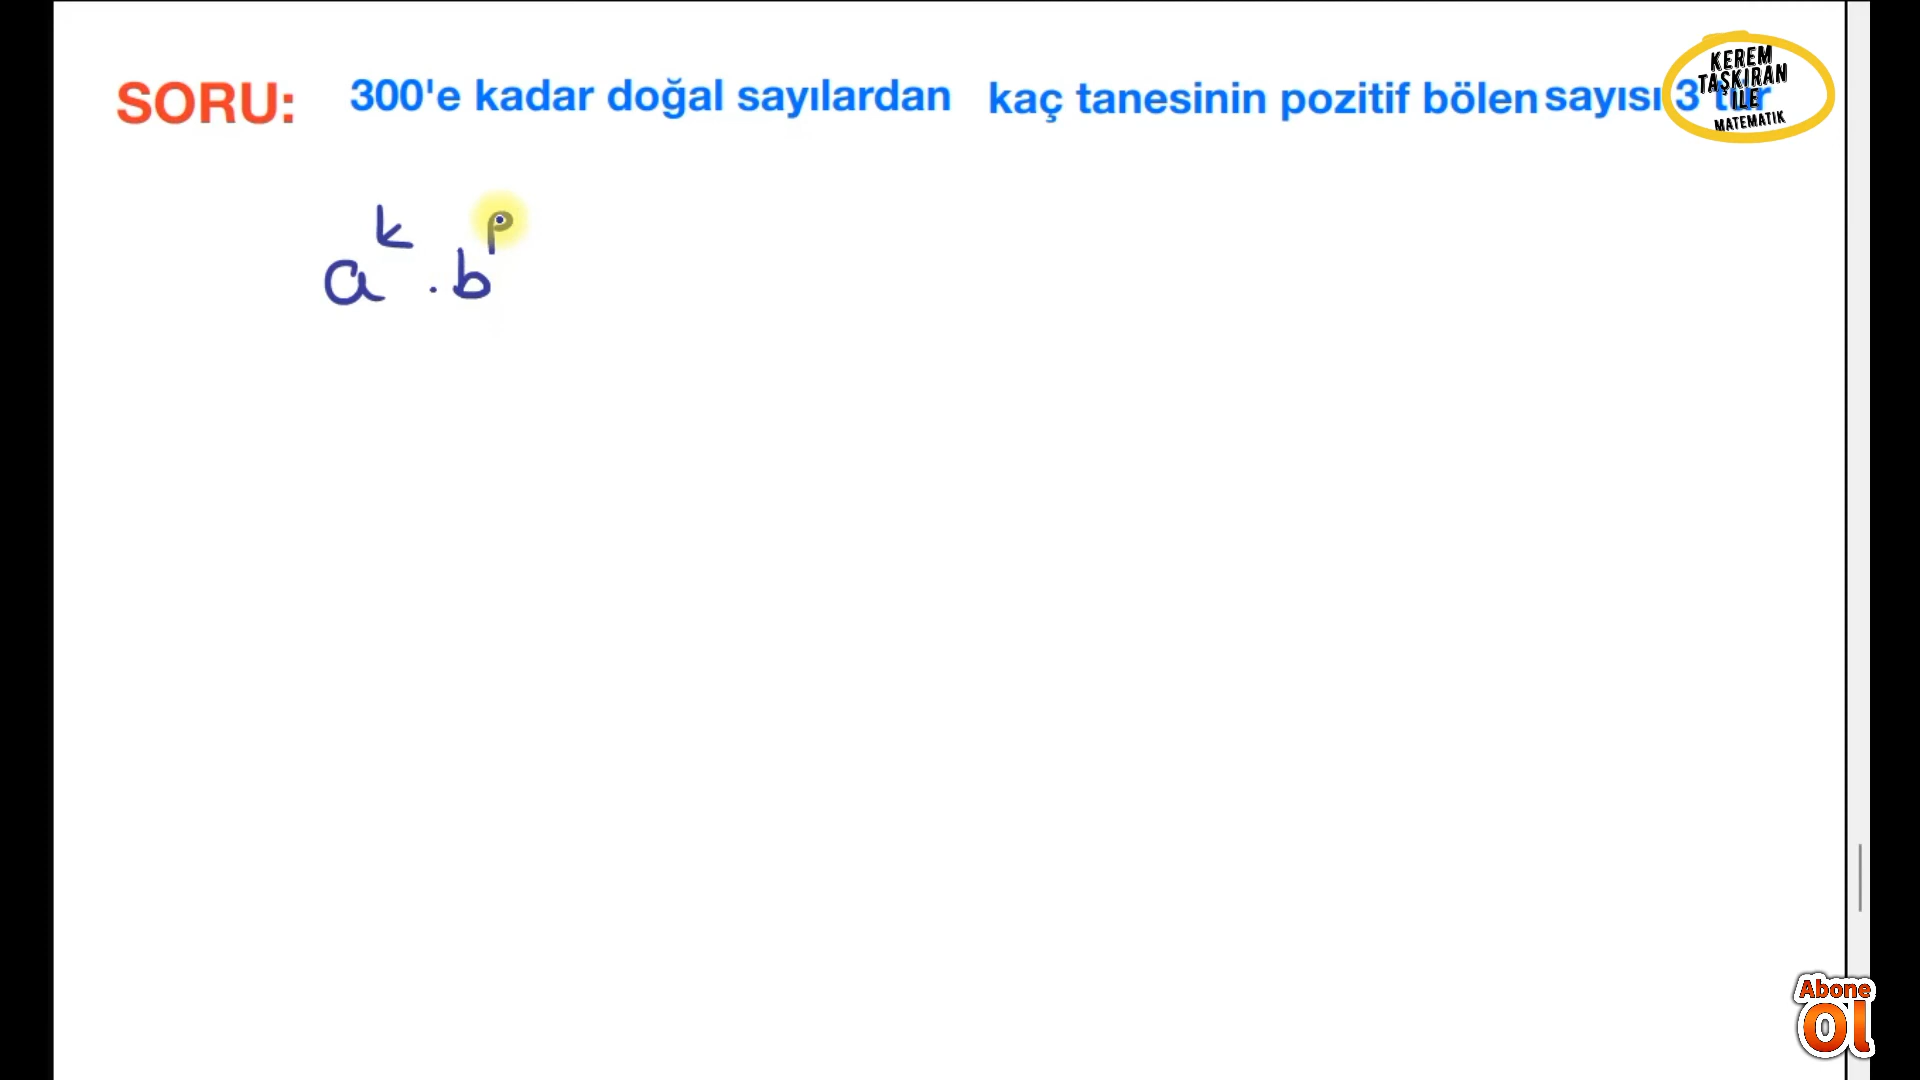 SORU: 300'e kadar doğal sayılardan kaç tanesinin pozitif bölen sayısı 3 tür
KEREM
TAŞKIRAN
İLE
MATEMATİK
a^k . b^p
Abone
Ol